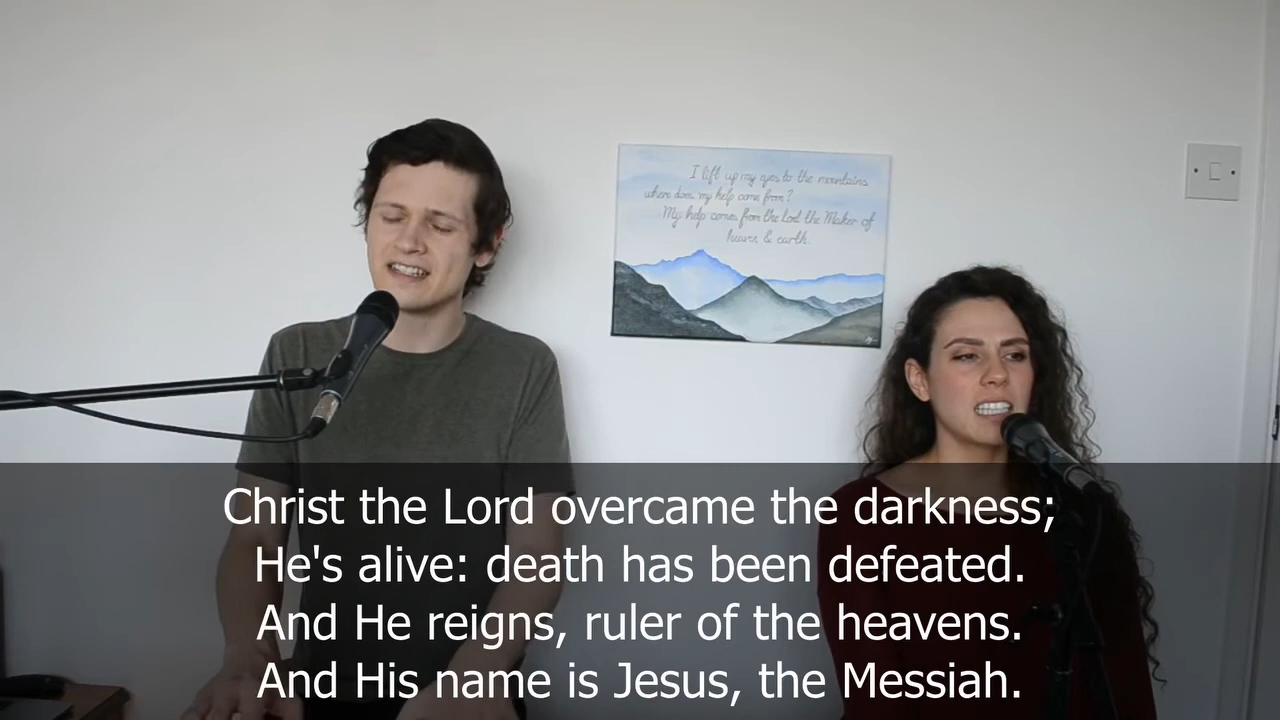 I lift up my eyes to the mountains
where does my help come from?
My help comes from the Lord the Maker of
heaven & earth.
Christ the Lord overcame the darkness;
He's alive: death has been defeated.
And He reigns, ruler of the heavens.
And His name is Jesus, the Messiah.